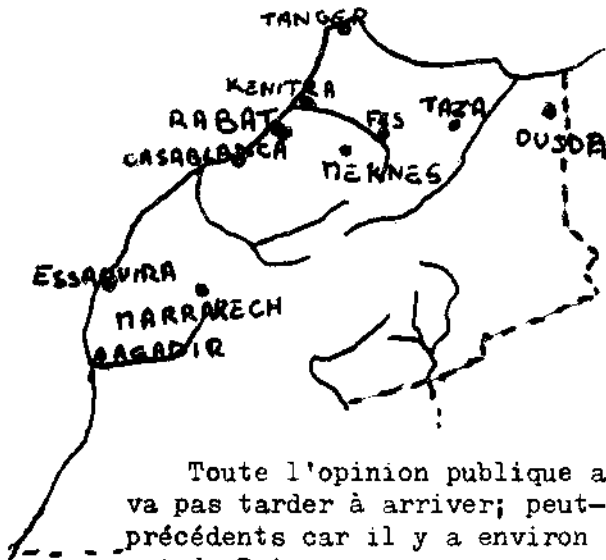 TANGER
KENITRA
RABAT
FES
TAZA
OUJDA
CASABLANCA
MEKNES
ESSAOUIRA
MARRAKECH
AGADIR
Toute l'opinion publique a
va pas tarder à arriver; peut-
précédents car il y a environ